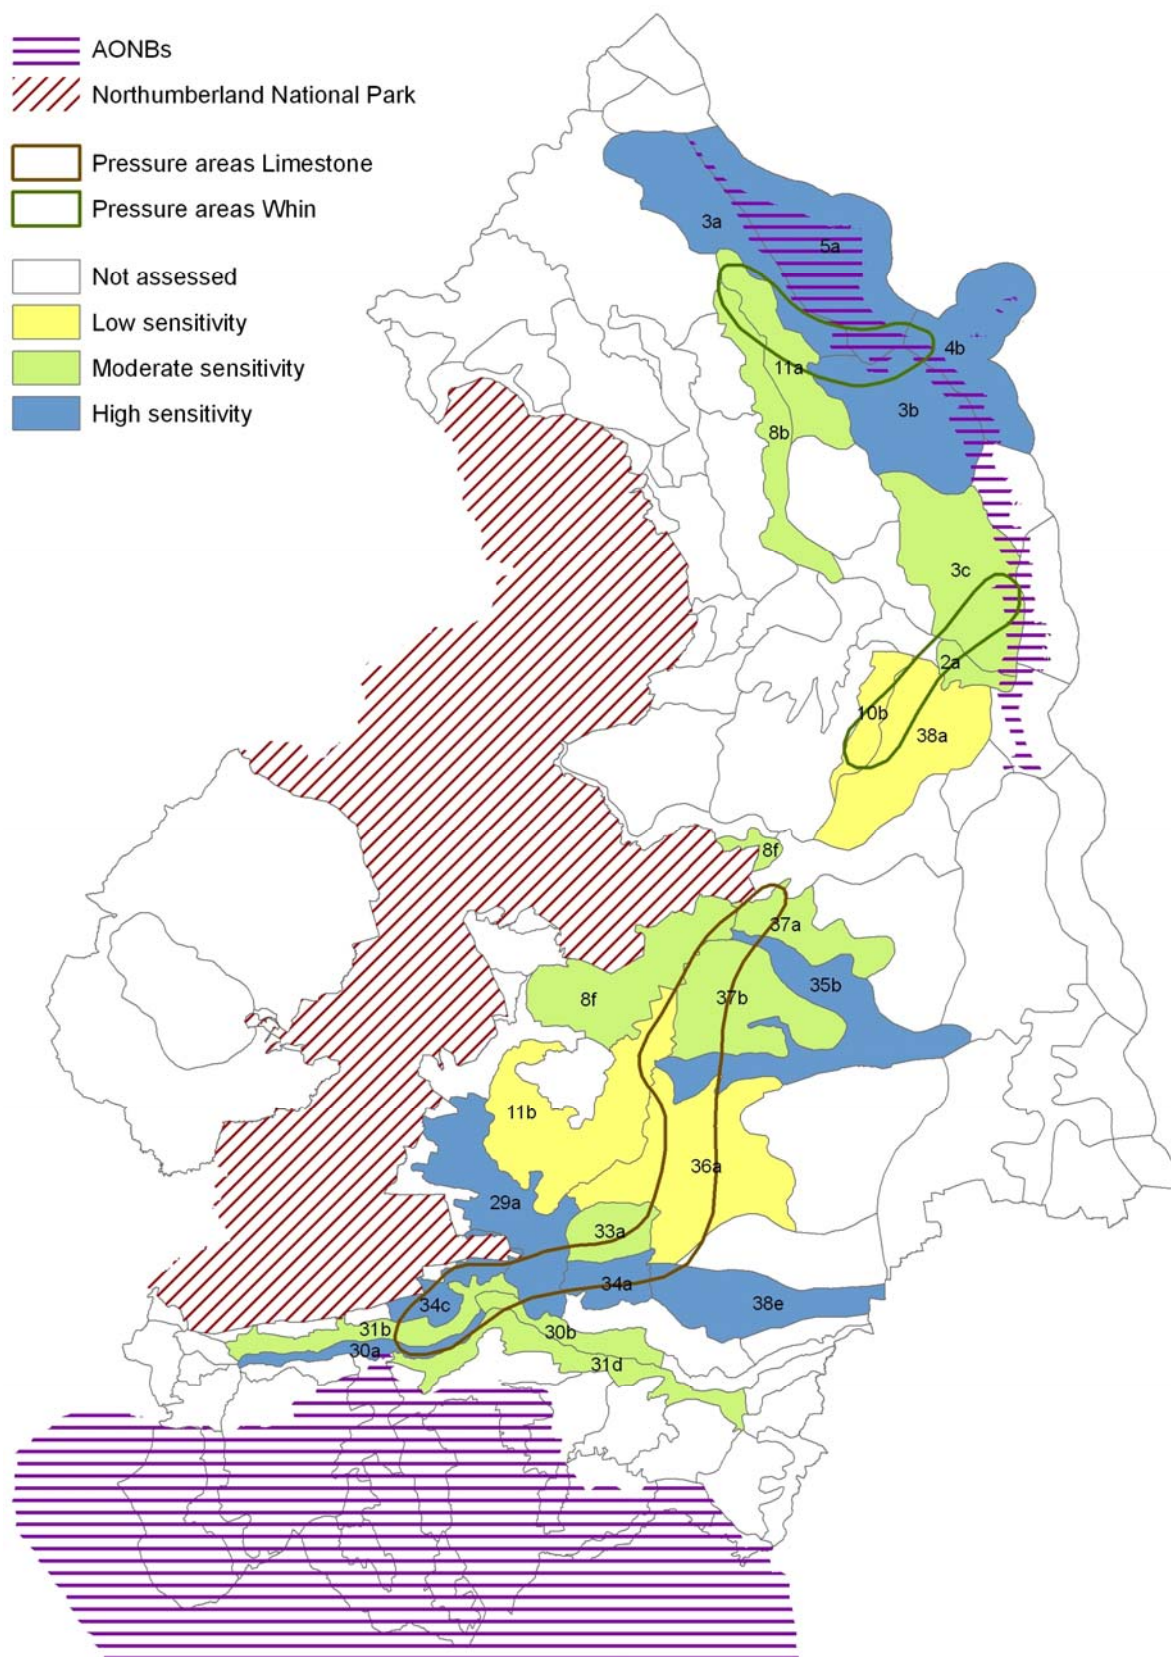 AONBs
Northumberland National Park
Pressure areas Limestone
Pressure areas Whin
Not assessed
Low sensitivity
Moderate sensitivity
High sensitivity
3a
5a
4b
11a
3b
8b
3c
2a
10b
38a
8f
37a
35b
8f
37b
11b
36a
29a
33a
34a
34c
38e
31b
30b
30a
31d